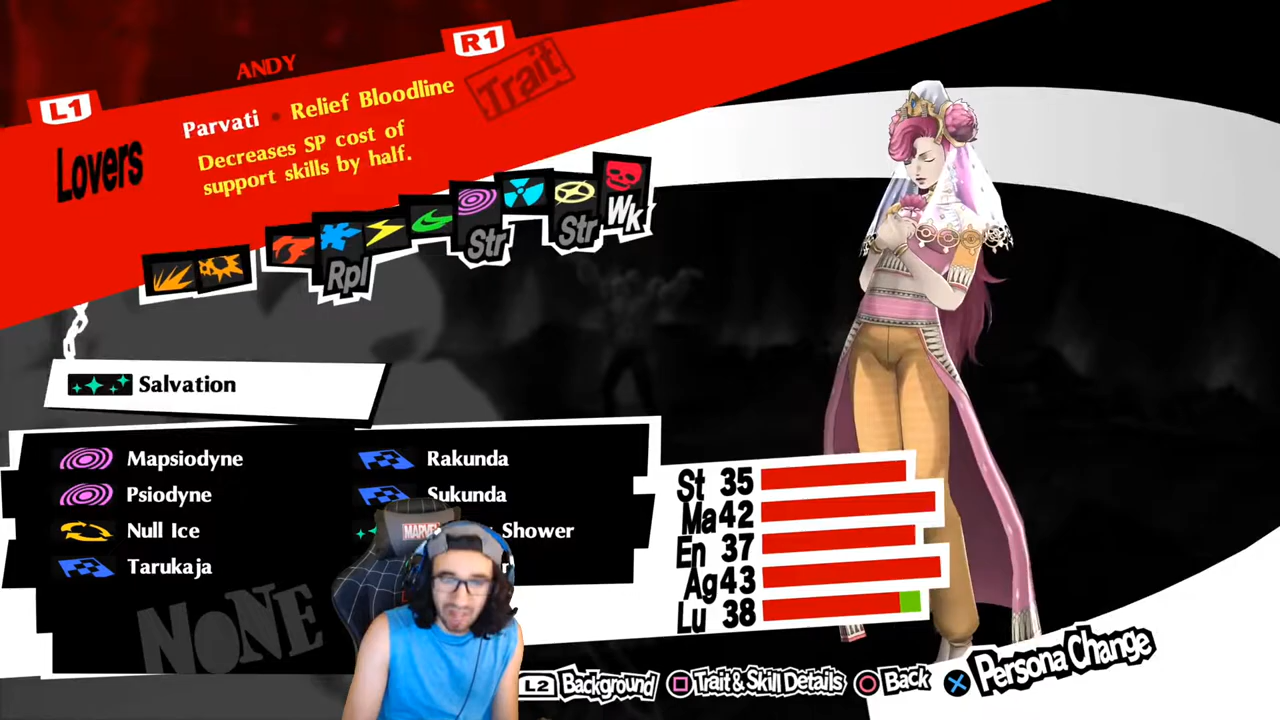 L1
ANDY
R1
Trait
Lovers
Parvati • Relief Bloodline
Decreases SP cost of
support skills by half.
Rpl
Str
Str
Wk
Salvation
Mapsiodyne
Psiodyne
Null Ice
Tarukaja
Rakunda
Sukunda
Shower
NONE
MARVEL
St 35
Ma 42
En 37
Ag 43
Lu 38
L2 Background
Trait & Skill Details
Back
Persona Change